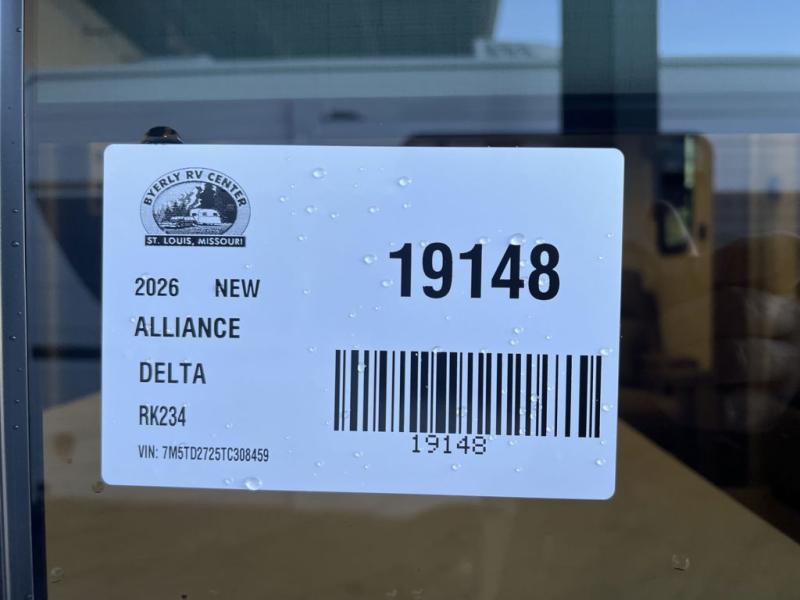 BYERLY RV CENTER
ST. LOUIS, MISSOURI
2026 NEW
19148
ALLIANCE
DELTA
RK234
VIN: 7M5TD2725TC308459
19148